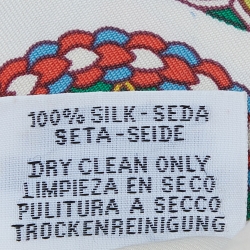 100% SILK - SEDA
SETA - SEIDE
DRY CLEAN ONLY
LIMPIEZA EN SECO
PULITURA A SECCO
TROCKENREINIGUNG